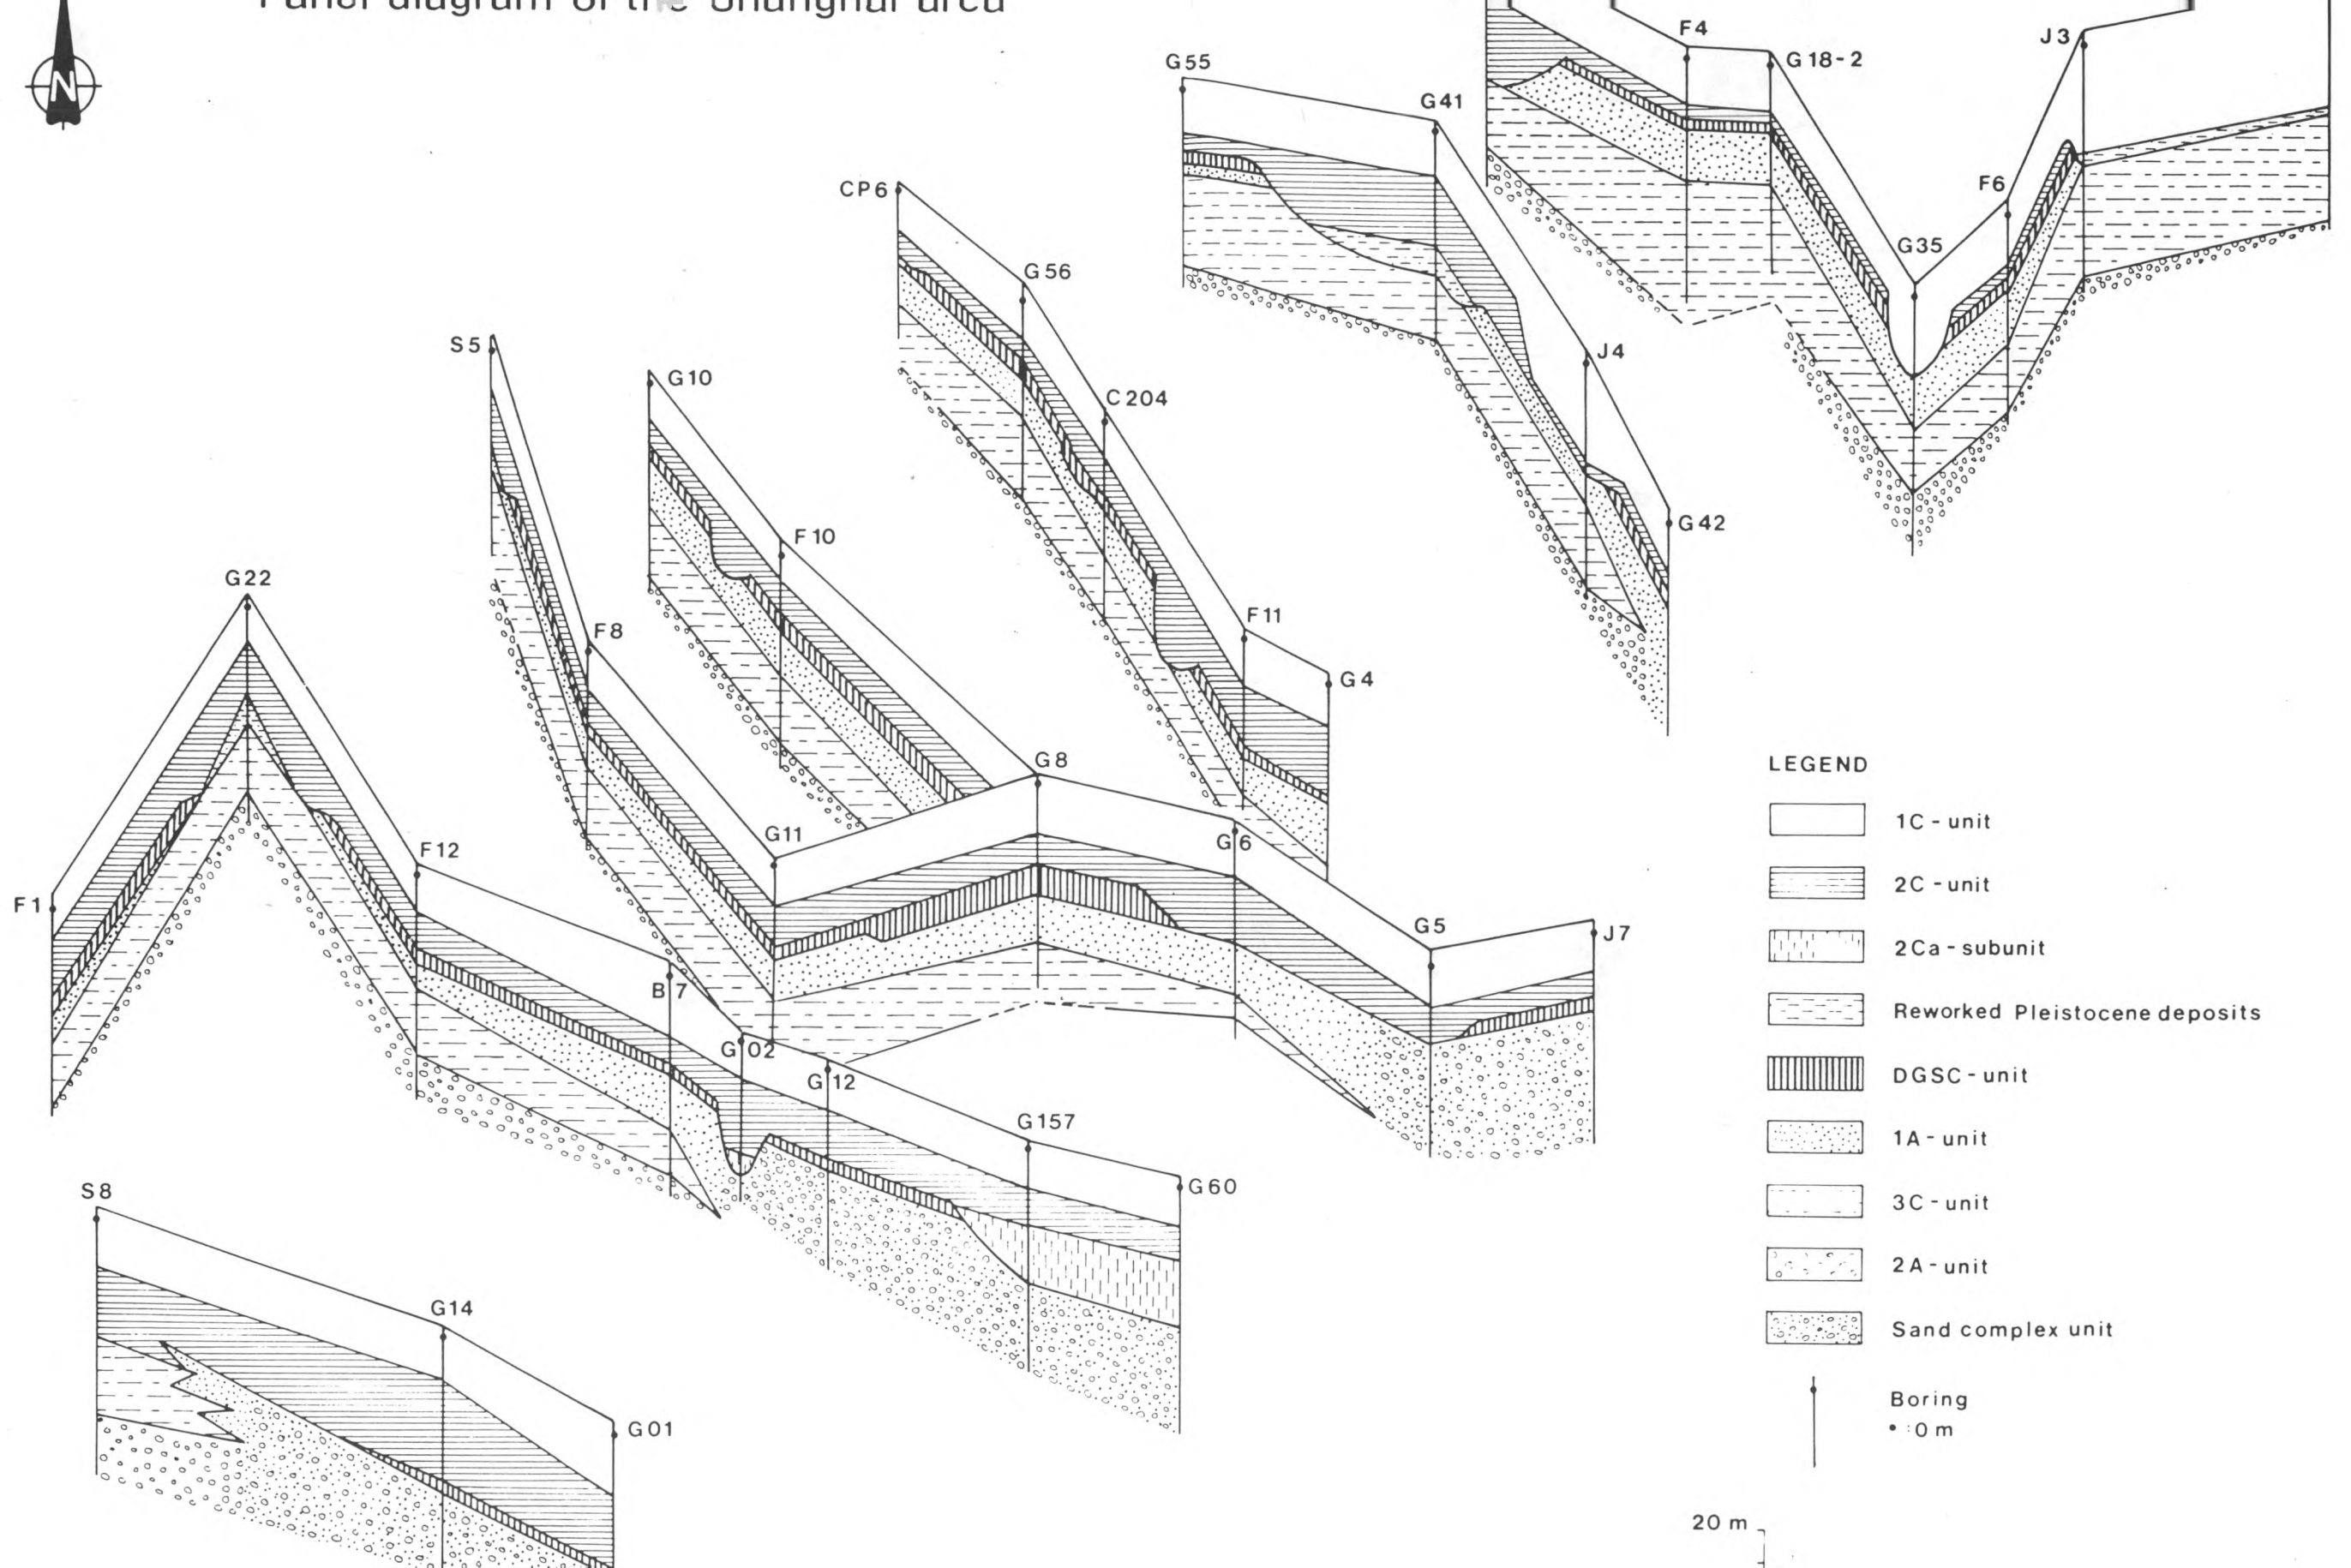 Panel diagram of the Shanghai area
N
F4
J3
G18-2
G55
G41
CP6
F6
G35
G56
S5
J4
G10
C204
G42
F10
G22
F11
F8
G4
G8
G11
G6
F12
F1
G5
J7
B7
G02
G12
G157
G60
S8
G14
G01
LEGEND
1C-unit
2C-unit
2Ca-subunit
Reworked Pleistocene deposits
DGSC-unit
1A-unit
3C-unit
2A-unit
Sand complex unit
Boring
• :0m
20 m